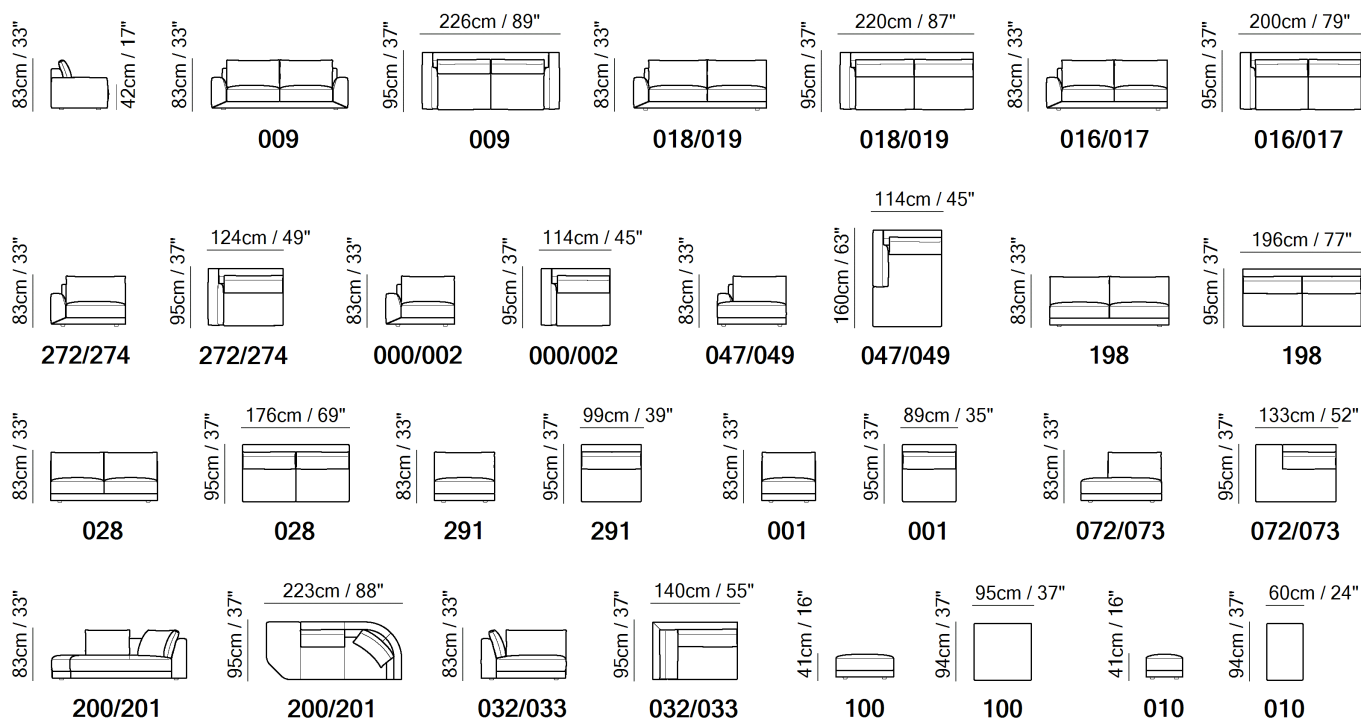 83cm / 33"
42cm / 17"
83cm / 33"
009
226cm / 89"
95cm / 37"
009
83cm / 33"
018/019
220cm / 87"
95cm / 37"
018/019
83cm / 33"
016/017
200cm / 79"
95cm / 37"
016/017
83cm / 33"
272/274
124cm / 49"
95cm / 37"
272/274
83cm / 33"
000/002
114cm / 45"
95cm / 37"
000/002
83cm / 33"
047/049
114cm / 45"
160cm / 63"
047/049
83cm / 33"
198
196cm / 77"
95cm / 37"
198
83cm / 33"
028
176cm / 69"
95cm / 37"
028
83cm / 33"
291
99cm / 39"
95cm / 37"
291
83cm / 33"
001
89cm / 35"
95cm / 37"
001
83cm / 33"
072/073
133cm / 52"
95cm / 37"
072/073
83cm / 33"
200/201
223cm / 88"
95cm / 37"
200/201
83cm / 33"
032/033
140cm / 55"
95cm / 37"
032/033
41cm / 16"
100
95cm / 37"
94cm / 37"
100
41cm / 16"
010
60cm / 24"
94cm / 37"
010